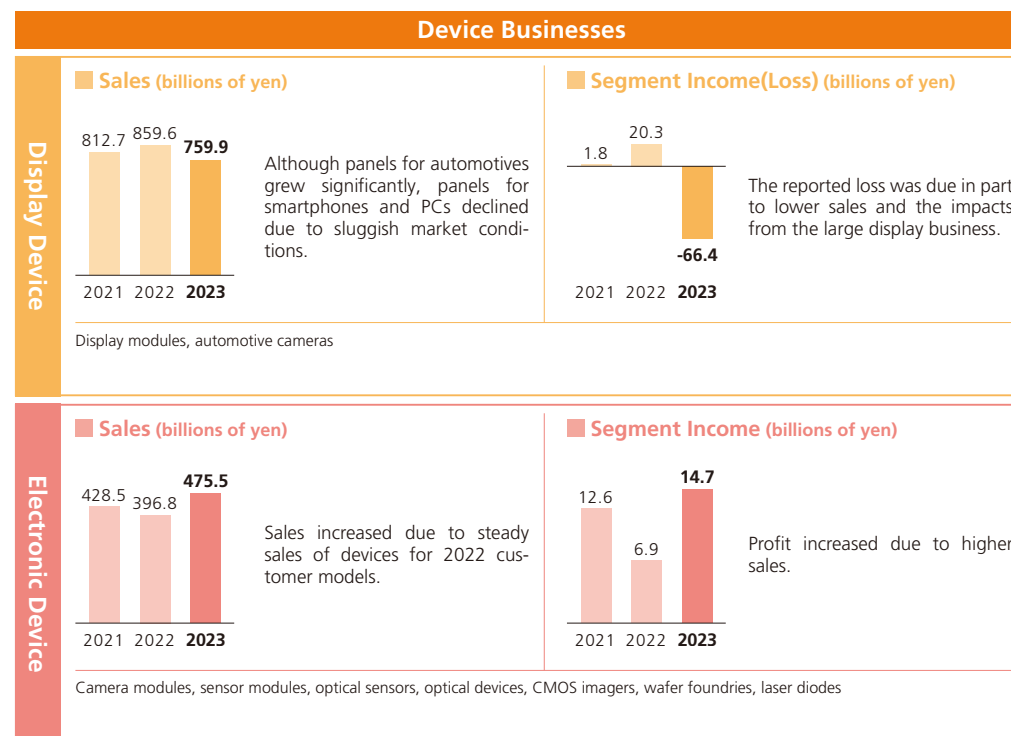 Device Businesses
Display Device
Sales (billions of yen)
812.7
859.6
759.9
2021 2022 2023
Although panels for automotives
grew significantly, panels for
smartphones and PCs declined
due to sluggish market condi-
tions.
Segment Income(Loss) (billions of yen)
1.8
20.3
-66.4
2021 2022 2023
The reported loss was due in part
to lower sales and the impacts
from the large display business.
Display modules, automotive cameras
Electronic Device
Sales (billions of yen)
428.5
396.8
475.5
2021 2022 2023
Sales increased due to steady
sales of devices for 2022 cus-
tomer models.
Segment Income (billions of yen)
12.6
6.9
14.7
2021 2022 2023
Profit increased due to higher
sales.
Camera modules, sensor modules, optical sensors, optical devices, CMOS imagers, wafer foundries, laser diodes